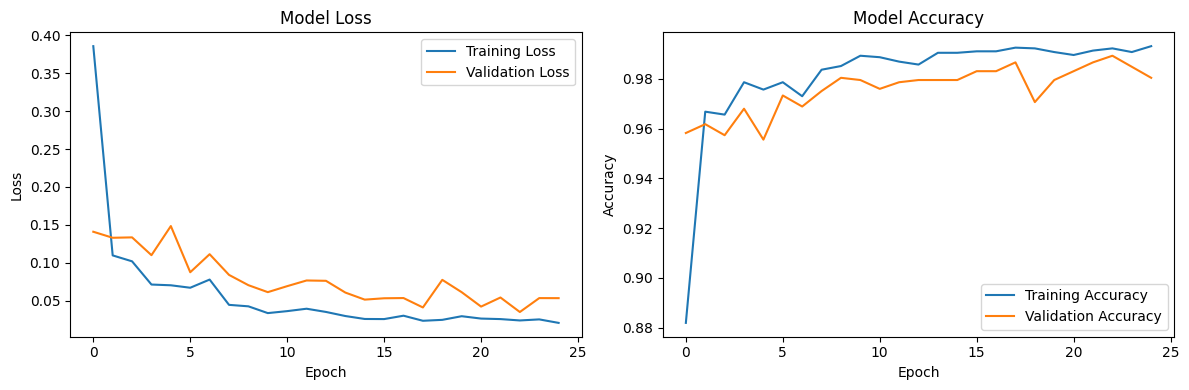 Model Loss
0.40
0.35
0.30
0.25
0.20
0.15
0.10
0.05
Loss
0 5 10 15 20 25
Epoch
Training Loss
Validation Loss
Model Accuracy
0.98
0.96
0.94
0.92
0.90
0.88
Accuracy
0 5 10 15 20 25
Epoch
Training Accuracy
Validation Accuracy